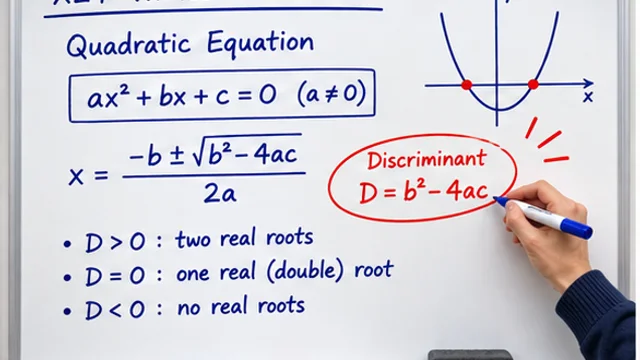 Quadratic Equation
ax² + bx + c = 0 (a ≠ 0)
x = (-b ± √(b² - 4ac)) / 2a
Discriminant
D = b² - 4ac
• D > 0 : two real roots
• D = 0 : one real (double) root
• D < 0 : no real roots
x